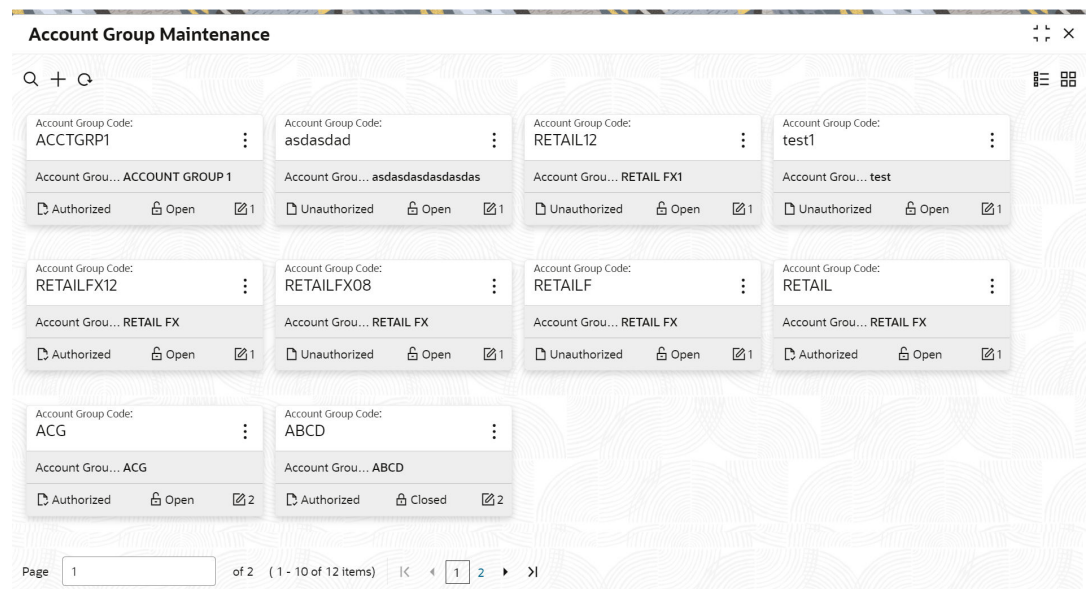 Account Group Maintenance
Account Group Code: Account Group Code: Account Group Code: Account Group Code:
ACCTGRP1 asdasdad RETAIL12 test1
Account Grou... ACCOUNT GROUP 1 Account Grou... asdasdasdasdasdas Account Grou... RETAIL FX1 Account Grou... test
Authorized Open 1 Unauthorized Open 1 Unauthorized Open 1 Unauthorized Open 1
Account Group Code: Account Group Code: Account Group Code: Account Group Code:
RETAILFX12 RETAILFX08 RETAILF RETAIL
Account Grou... RETAIL FX Account Grou... RETAIL FX Account Grou... RETAIL FX Account Grou... RETAIL FX
Authorized Open 1 Unauthorized Open 1 Unauthorized Open 1 Authorized Open 1
Account Group Code: Account Group Code:
ACG ABCD
Account Grou... ACG Account Grou... ABCD
Authorized Open 2 Authorized Closed 2
Page 1 of 2 (1 - 10 of 12 items) 1 2